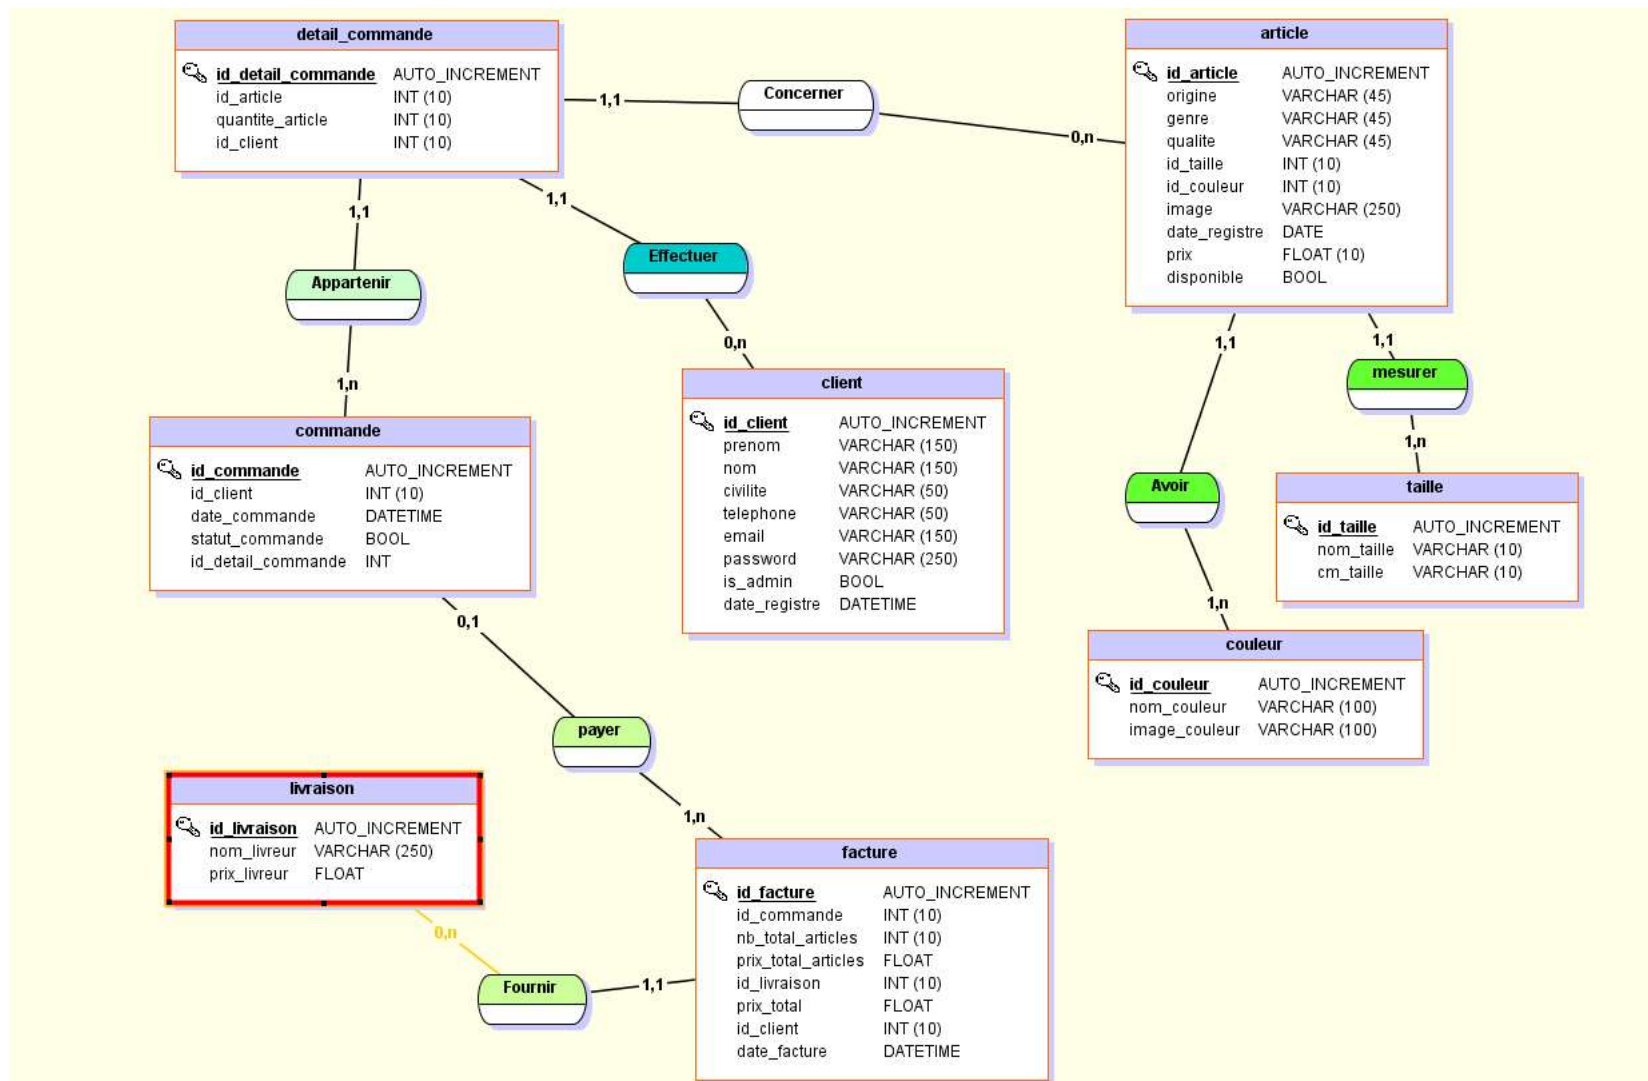 detail_commande
id_detail_commande AUTO_INCREMENT
id_article INT (10)
quantite_article INT (10)
id_client INT (10)
1,1
Concerner
0,n
article
id_article AUTO_INCREMENT
origine VARCHAR (45)
genre VARCHAR (45)
qualite VARCHAR (45)
id_taille INT (10)
id_couleur INT (10)
image VARCHAR (250)
date_registre DATE
prix FLOAT (10)
disponible BOOL
1,1
Appartenir
1,n
1,1
Effectuer
0,n
1,1
Avoir
1,n
1,1
mesurer
1,n
commande
id_commande AUTO_INCREMENT
id_client INT (10)
date_commande DATETIME
statut_commande BOOL
id_detail_commande INT
client
id_client AUTO_INCREMENT
prenom VARCHAR (150)
nom VARCHAR (150)
civilite VARCHAR (50)
telephone VARCHAR (50)
email VARCHAR (150)
password VARCHAR (250)
is_admin BOOL
date_registre DATETIME
taille
id_taille AUTO_INCREMENT
nom_taille VARCHAR (10)
cm_taille VARCHAR (10)
couleur
id_couleur AUTO_INCREMENT
nom_couleur VARCHAR (100)
image_couleur VARCHAR (100)
0,1
payer
1,n
livraison
id_livraison AUTO_INCREMENT
nom_livreur VARCHAR (250)
prix_livreur FLOAT
0,n
Fournir
1,1
facture
id_facture AUTO_INCREMENT
id_commande INT (10)
nb_total_articles INT (10)
prix_total_articles FLOAT
id_livraison INT (10)
prix_total FLOAT
id_client INT (10)
date_facture DATETIME